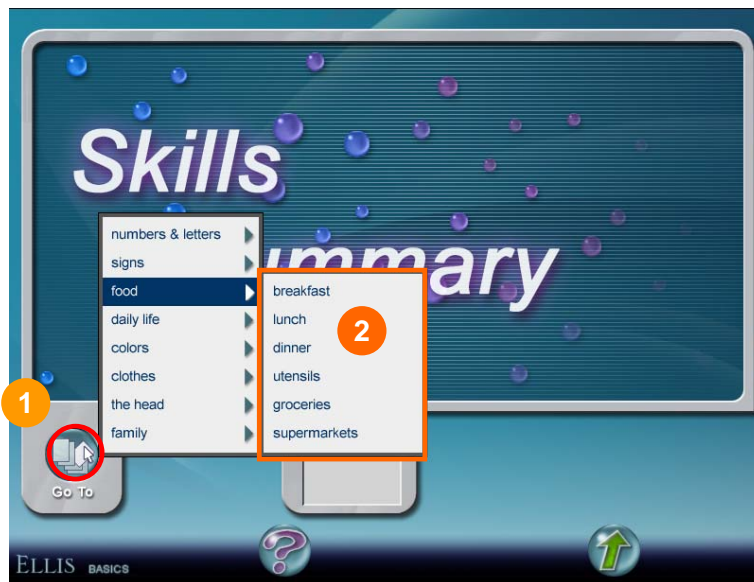 Skills
Summary
numbers & letters
signs
food
daily life
colors
clothes
the head
family
breakfast
lunch
dinner
utensils
groceries
supermarkets
2
1
Go To
?
ELLIS BASICS